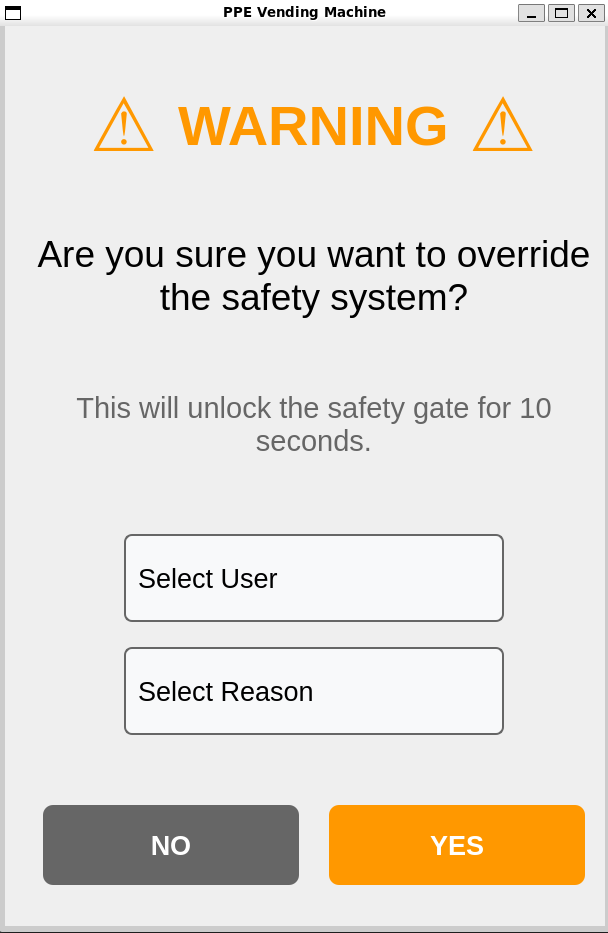 PPE Vending Machine
⚠ WARNING ⚠
Are you sure you want to override
the safety system?
This will unlock the safety gate for 10
seconds.
Select User
Select Reason
NO
YES